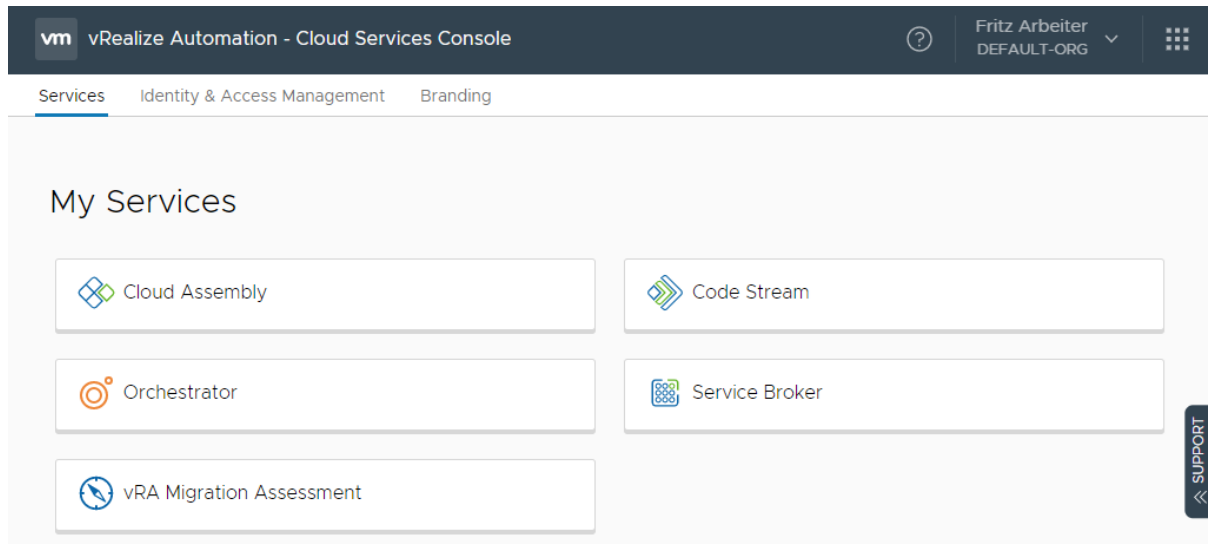 vm vRealize Automation - Cloud Services Console
?
Fritz Arbeiter
DEFAULT-ORG
Services Identity & Access Management Branding
My Services
Cloud Assembly
Code Stream
Orchestrator
Service Broker
vRA Migration Assessment
SUPPORT